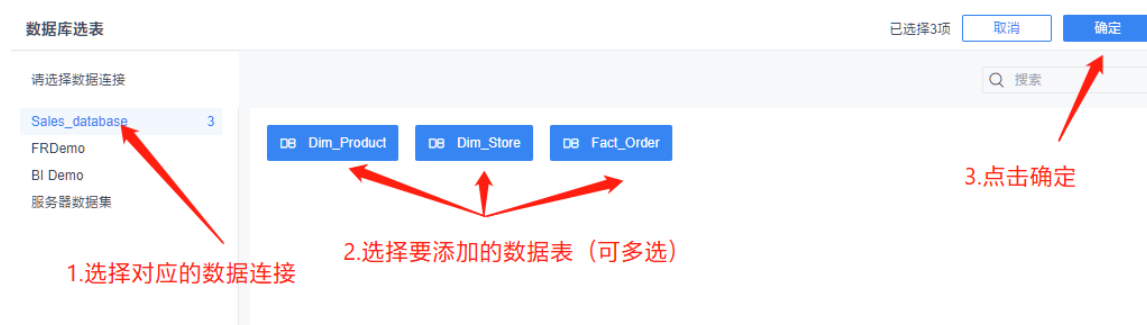 数据库选表
已选择3项
取消
确定
请选择数据连接
搜索
Sales_database 3
FRDemo
BI Demo
服务器数据集
DB Dim_Product
DB Dim_Store
DB Fact_Order
3.点击确定
2.选择要添加的数据表（可多选）
1.选择对应的数据连接